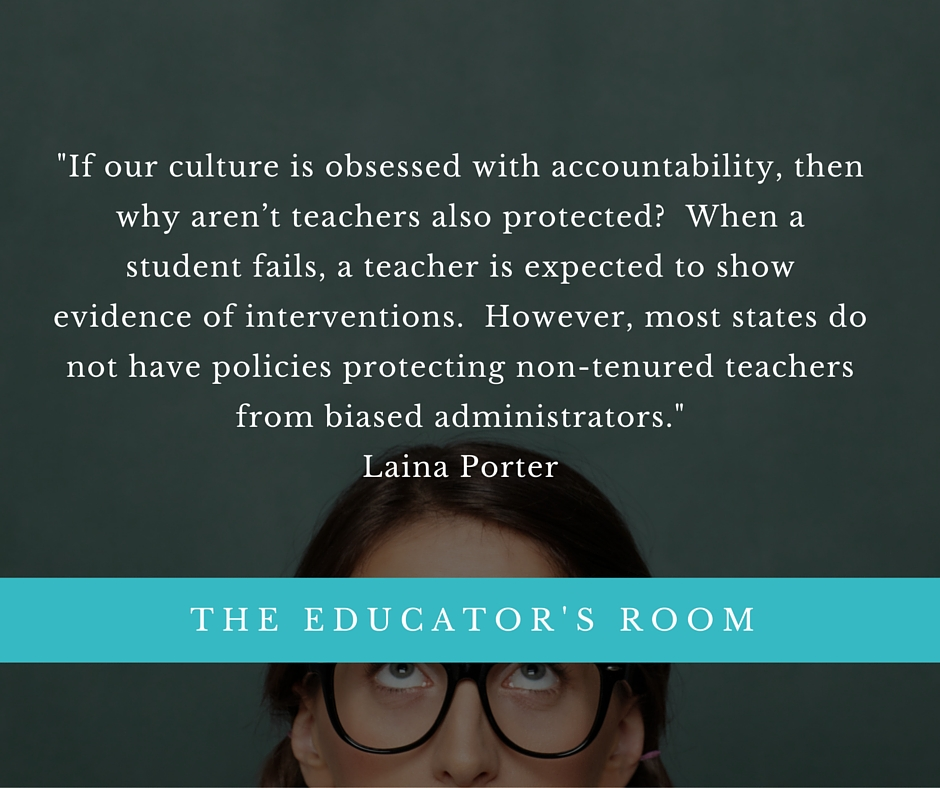 "If our culture is obsessed with accountability, then
why aren’t teachers also protected?  When a
student fails, a teacher is expected to show
evidence of interventions.  However, most states do
not have policies protecting non-tenured teachers
from biased administrators."
Laina Porter
THE EDUCATOR'S ROOM